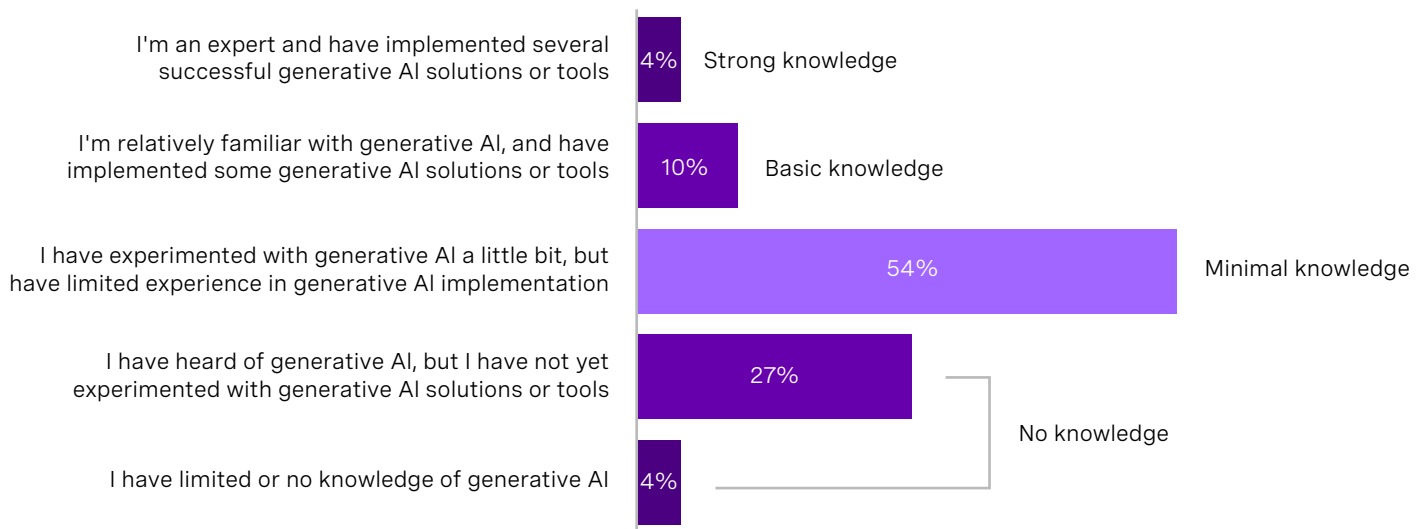 I'm an expert and have implemented several
successful generative AI solutions or tools
4%
Strong knowledge
I'm relatively familiar with generative AI, and have
implemented some generative AI solutions or tools
10%
Basic knowledge
I have experimented with generative AI a little bit, but
have limited experience in generative AI implementation
54%
Minimal knowledge
I have heard of generative AI, but I have not yet
experimented with generative AI solutions or tools
27%
No knowledge
I have limited or no knowledge of generative AI
4%